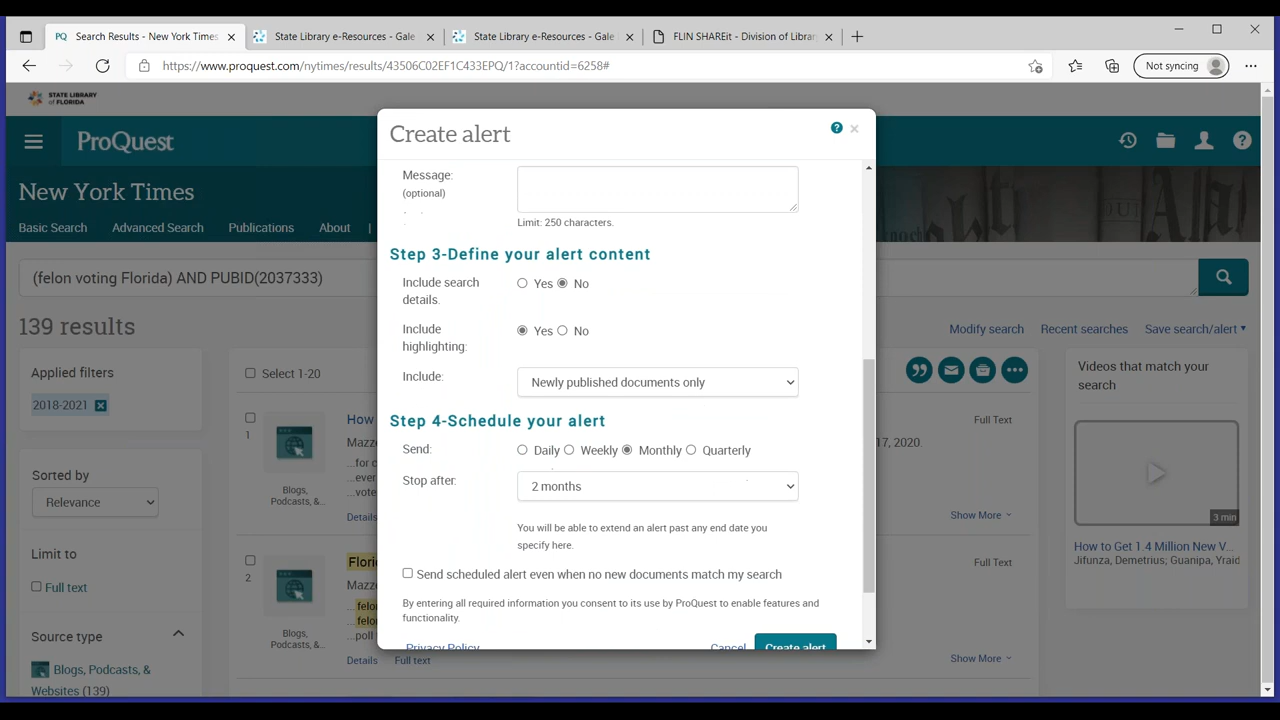 PQ Search Results - New York Times
State Library e-Resources - Gale
State Library e-Resources - Gale
FLIN SHAREit - Division of Library
https://www.proquest.com/nytimes/results/43506C02EF1C433EPQ/1?accountid=6258#
Not syncing
STATE LIBRARY
of FLORIDA
ProQuest
New York Times
Basic Search Advanced Search Publications About |
(felon voting Florida) AND PUBID(2037333)
139 results
Modify search Recent searches Save search/alert
Applied filters
2018-2021
Sorted by
Relevance
Limit to
Full text
Source type
Blogs, Podcasts, &
Websites (139)
Select 1-20
1
How
Mazze
...for c
...ever
...vote
Blogs,
Podcasts, &...
Details
Full Text
17, 2020
Show More
2
Florid
Mazze
...felon
felon
...poll
Blogs,
Podcasts, &...
Details Full text
Full Text
Show More
Videos that match your
search
3 min
How to Get 1.4 Million New V...
Jifunza, Demetrius; Guanipa, Yraid
Create alert
Message:
(optional)
Limit: 250 characters.
Step 3-Define your alert content
Include search
details.
Yes No
Include
highlighting:
Yes No
Include:
Newly published documents only
Step 4-Schedule your alert
Send:
Daily Weekly Monthly Quarterly
Stop after:
2 months
You will be able to extend an alert past any end date you
specify here.
Send scheduled alert even when no new documents match my search
By entering all required information you consent to its use by ProQuest to enable features and
functionality.
Privacy Policy
Cancel
Create alert